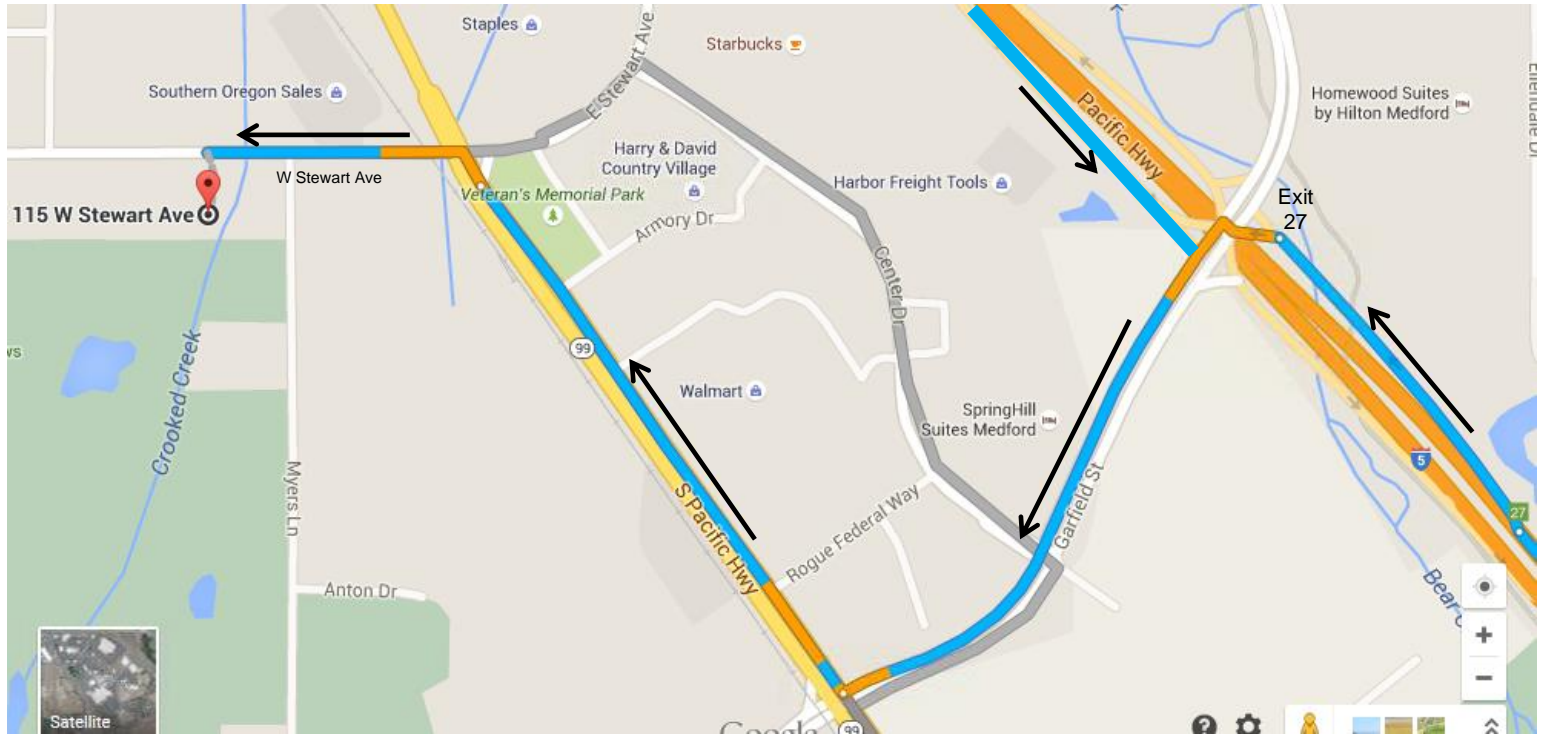 Staples
E Stewart Ave
Starbucks
Southern Oregon Sales
Pacific Hwy
Homewood Suites
by Hilton Medford
W Stewart Ave
Harry & David
Country Village
Veteran's Memorial Park
Armory Dr
Harbor Freight Tools
Exit
27
115 W Stewart Ave
Center Dr
Crooked Creek
99
Walmart
SpringHill
Suites Medford
5
Myers Ln
S Pacific Hwy
Rogue Federal Way
Garfield St
27
Anton Dr
Bear
+
−
Satellite
Google
99
?